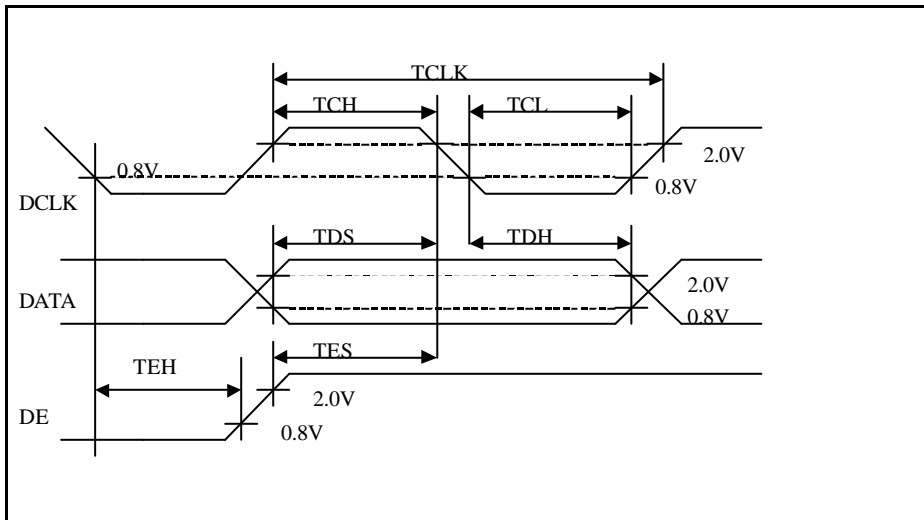 TCLK
TCH TCL
0.8V 2.0V
0.8V
DCLK
TDS TDH
DATA 2.0V
0.8V
TEH TES
DE 2.0V
0.8V